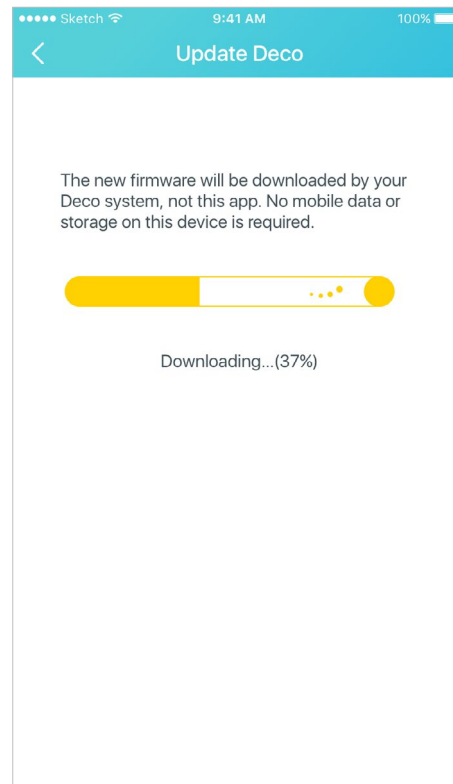 Sketch 9:41 AM 100%
Update Deco
The new firmware will be downloaded by your
Deco system, not this app. No mobile data or
storage on this device is required.
Downloading...(37%)